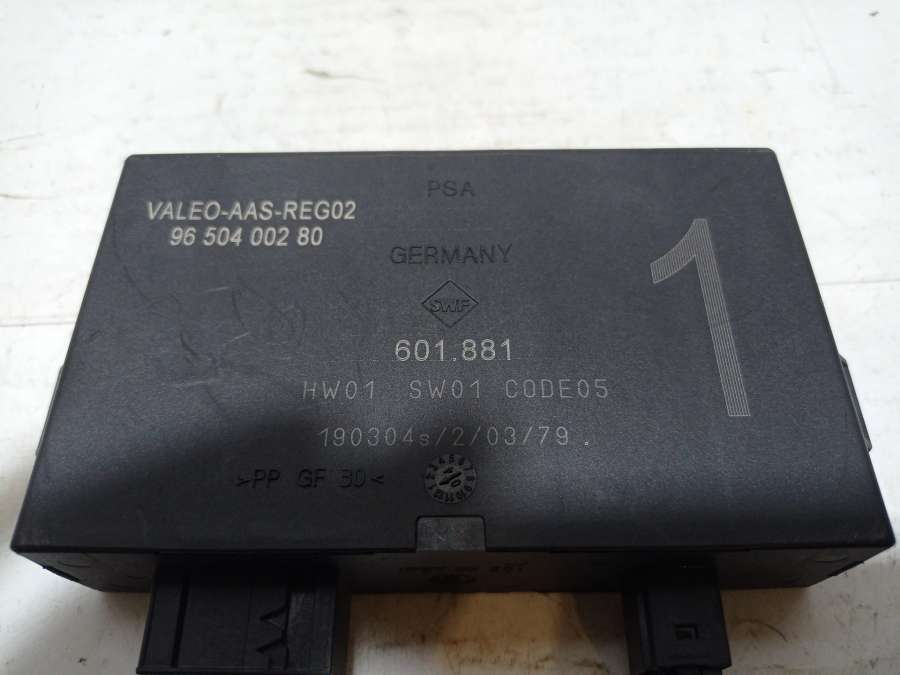 PSA
VALEO-AAS-REG02
96 504 002 80
GERMANY
SWF
601.881
HW01 SW01 CODE05
190304s/2/03/79.
>PP GF 30<
1